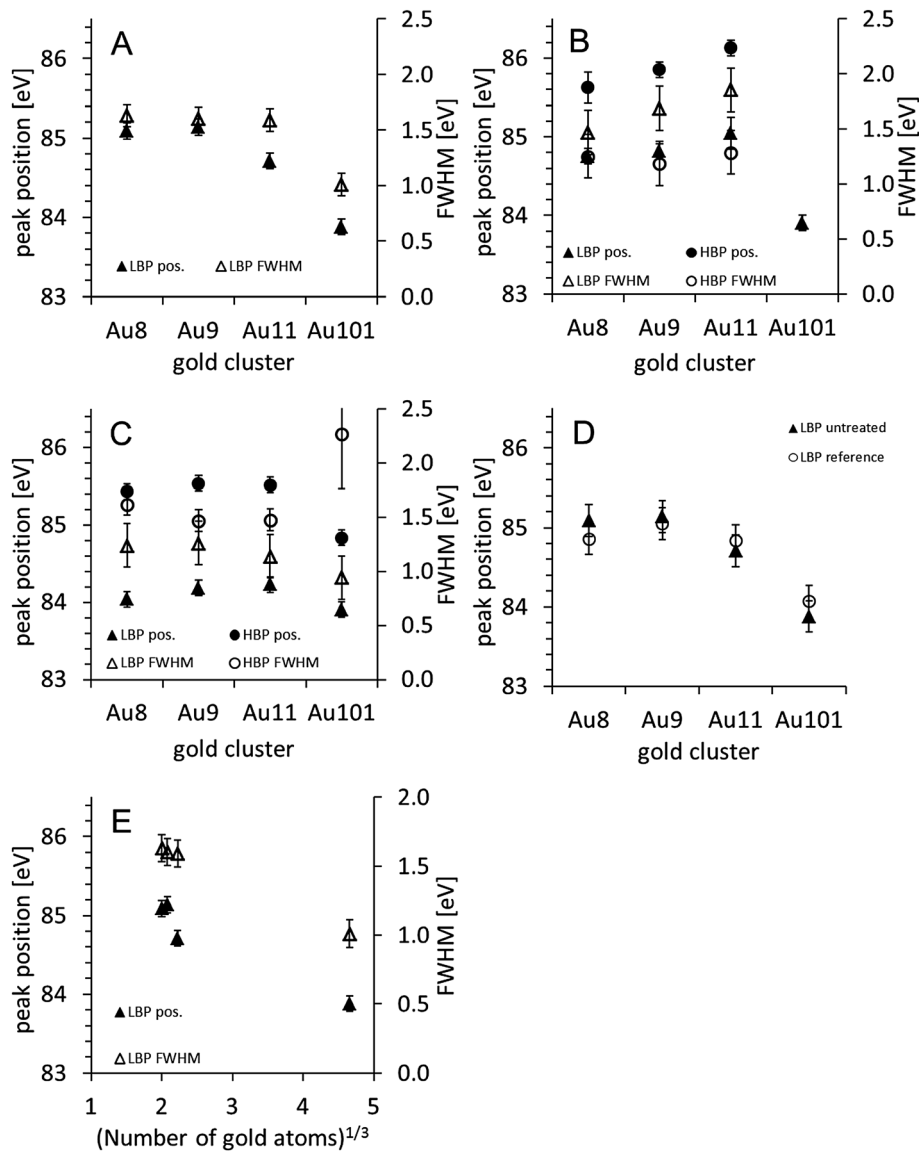 A
peak position [eV]
86
85
84
83
2.5
2.0
1.5
1.0
0.5
0.0
FWHM [eV]
LBP pos. LBP FWHM
Au8 Au9 Au11 Au101
gold cluster
B
peak position [eV]
86
85
84
83
2.5
2.0
1.5
1.0
0.5
0.0
FWHM [eV]
LBP pos. HBP pos.
LBP FWHM HBP FWHM
Au8 Au9 Au11 Au101
gold cluster
C
peak position [eV]
86
85
84
83
2.5
2.0
1.5
1.0
0.5
0.0
FWHM [eV]
LBP pos. HBP pos.
LBP FWHM HBP FWHM
Au8 Au9 Au11 Au101
gold cluster
D
peak position [eV]
86
85
84
83
LBP untreated
LBP reference
Au8 Au9 Au11 Au101
gold cluster
E
peak position [eV]
86
85
84
83
2.0
1.5
1.0
0.5
0.0
FWHM [eV]
LBP pos.
LBP FWHM
1 2 3 4 5
(Number of gold atoms)1/3